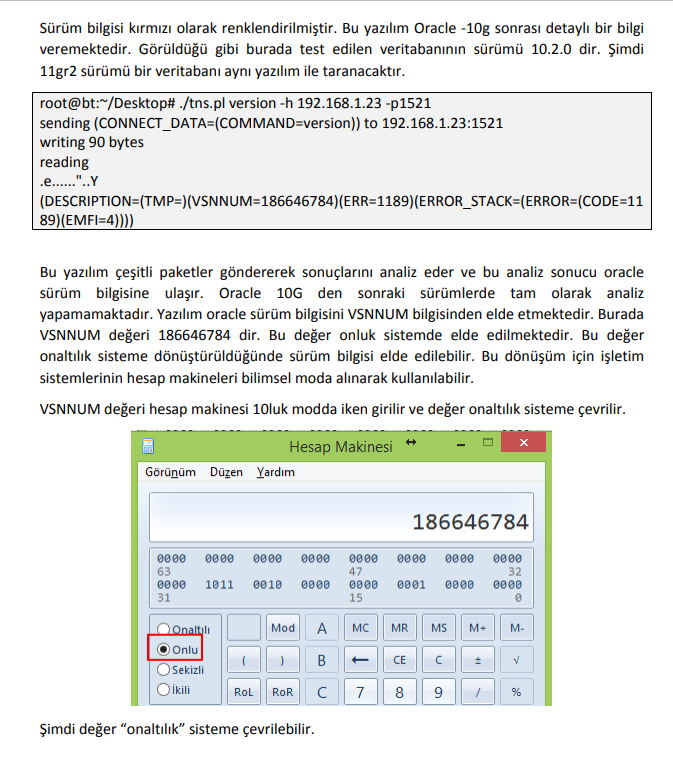 Sürüm bilgisi kırmızı olarak renklendirilmiştir. Bu yazılım Oracle -10g sonrası detaylı bir bilgi
veremektedir. Görüldüğü gibi burada test edilen veritabanının sürümü 10.2.0 dir. Şimdi
11gr2 sürümü bir veritabanı aynı yazılım ile taranacaktır.
root@bt:~/Desktop# ./tns.pl version -h 192.168.1.23 -p1521
sending (CONNECT_DATA=(COMMAND=version)) to 192.168.1.23:1521
writing 90 bytes
reading
.e......"..Y
(DESCRIPTION=(TMP=)(VSNNUM=186646784)(ERR=1189)(ERROR_STACK=(ERROR=(CODE=11
89)(EMFI=4))))
Bu yazılım çeşitli paketler göndererek sonuçlarını analiz eder ve bu analiz sonucu oracle
sürüm bilgisine ulaşır. Oracle 10G den sonraki sürümlerde tam olarak analiz
yapamamaktadır. Yazılım oracle sürüm bilgisini VSNNUM bilgisinden elde etmektedir. Burada
VSNNUM değeri 186646784 dir. Bu değer onluk sistemde elde edilmektedir. Bu değer
onaltılık sisteme dönüştürüldüğünde sürüm bilgisi elde edilebilir. Bu dönüşüm için işletim
sistemlerinin hesap makineleri bilimsel moda alınarak kullanılabilir.
VSNNUM değeri hesap makinesi 10luk modda iken girilir ve değer onaltılık sisteme çevrilir.
Hesap Makinesi
Görünüm Düzen Yardım
186646784
0000 0000 0000 0000 0000 0000 0000 0000
63 47 32
0000 1011 0010 0000 0000 0001 0000 0000
31 15 0
Onaltılı Mod A MC MR MS M+ M-
Onlu ( ) B ← CE C ± √
Sekizli
İkili RoL RoR C 7 8 9 / %
Şimdi değer “onaltılık” sisteme çevrilebilir.